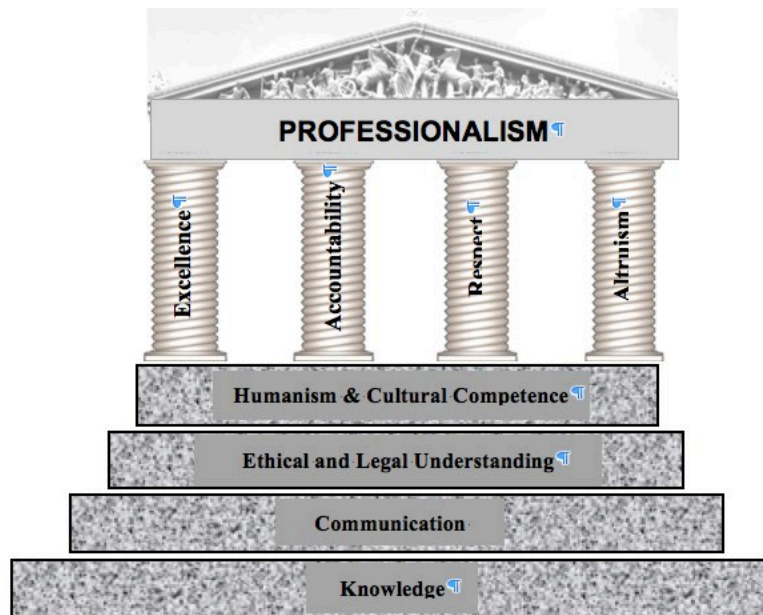 PROFESSIONALISM¶
Excellence¶
Accountability¶
Respect¶
Altruism¶
Humanism & Cultural Competence¶
Ethical and Legal Understanding¶
Communication
Knowledge¶